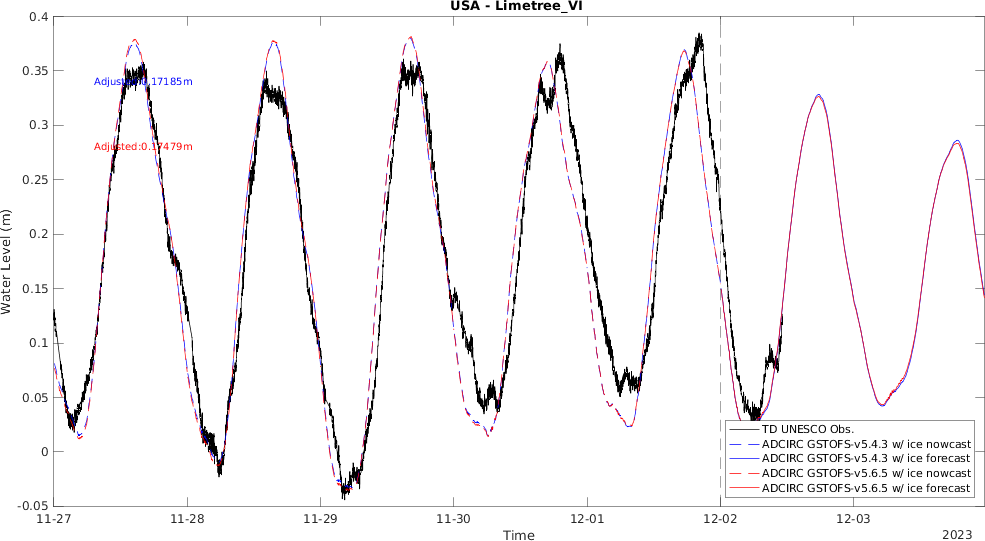 USA - Limetree_VI
0.4
0.35
0.3
0.25
0.2
0.15
0.1
0.05
0
-0.05
Water Level (m)
Adjusted:0.17185m
Adjusted:0.17479m
TD UNESCO Obs.
ADCIRC GSTOFS-v5.4.3 w/ ice nowcast
ADCIRC GSTOFS-v5.4.3 w/ ice forecast
ADCIRC GSTOFS-v5.6.5 w/ ice nowcast
ADCIRC GSTOFS-v5.6.5 w/ ice forecast
11-27 11-28 11-29 11-30 12-01 12-02 12-03
Time
2023